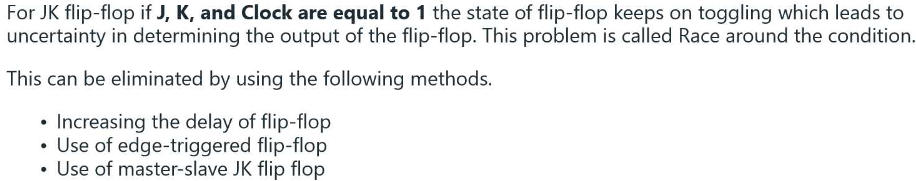 For JK flip-flop if J, K, and Clock are equal to 1 the state of flip-flop keeps on toggling which leads to
uncertainty in determining the output of the flip-flop. This problem is called Race around the condition.
This can be eliminated by using the following methods.
• Increasing the delay of flip-flop
• Use of edge-triggered flip-flop
• Use of master-slave JK flip flop